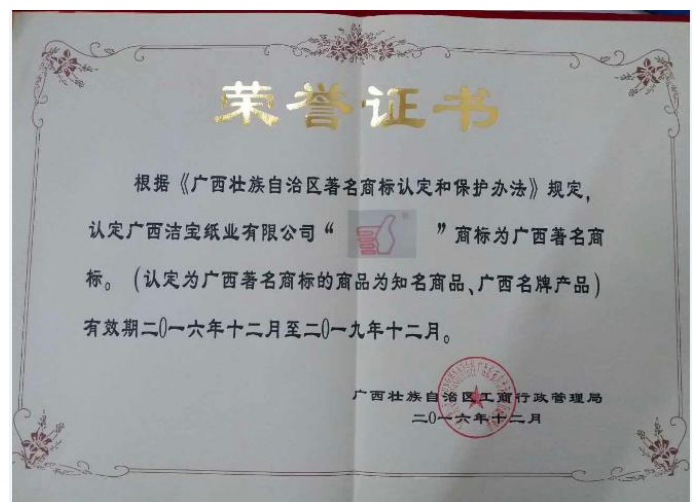 荣誉证书
根据《广西壮族自治区著名商标认定和保护办法》规定,
认定广西洁宝纸业有限公司“ ”商标为广西著名商
标。(认定为广西著名商标的商品为知名商品、广西名牌产品)
有效期二0一六年十二月至二0一九年十二月。
广西壮族自治区工商行政管理局
二0一六年十二月